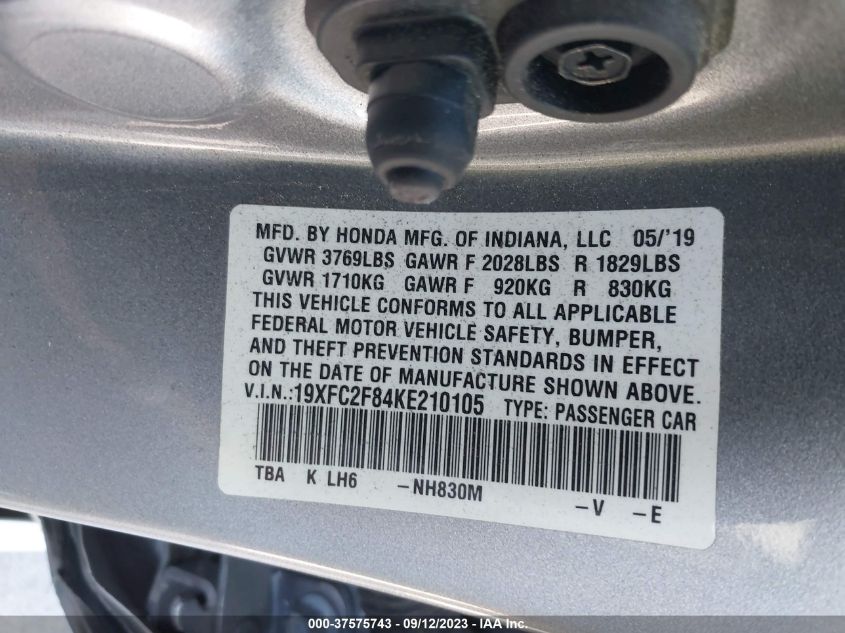 MFD. BY HONDA MFG. OF INDIANA, LLC 05/'19
GVWR 3769LBS GAWR F 2028LBS R 1829LBS
GVWR 1710KG GAWR F 920KG R 830KG
THIS VEHICLE CONFORMS TO ALL APPLICABLE
FEDERAL MOTOR VEHICLE SAFETY, BUMPER,
AND THEFT PREVENTION STANDARDS IN EFFECT
ON THE DATE OF MANUFACTURE SHOWN ABOVE.
V.I.N.:19XFC2F84KE210105 TYPE: PASSENGER CAR
TBA K LH6 -NH830M
-V -E
000-37575743 - 09/12/2023 - IAAI.com